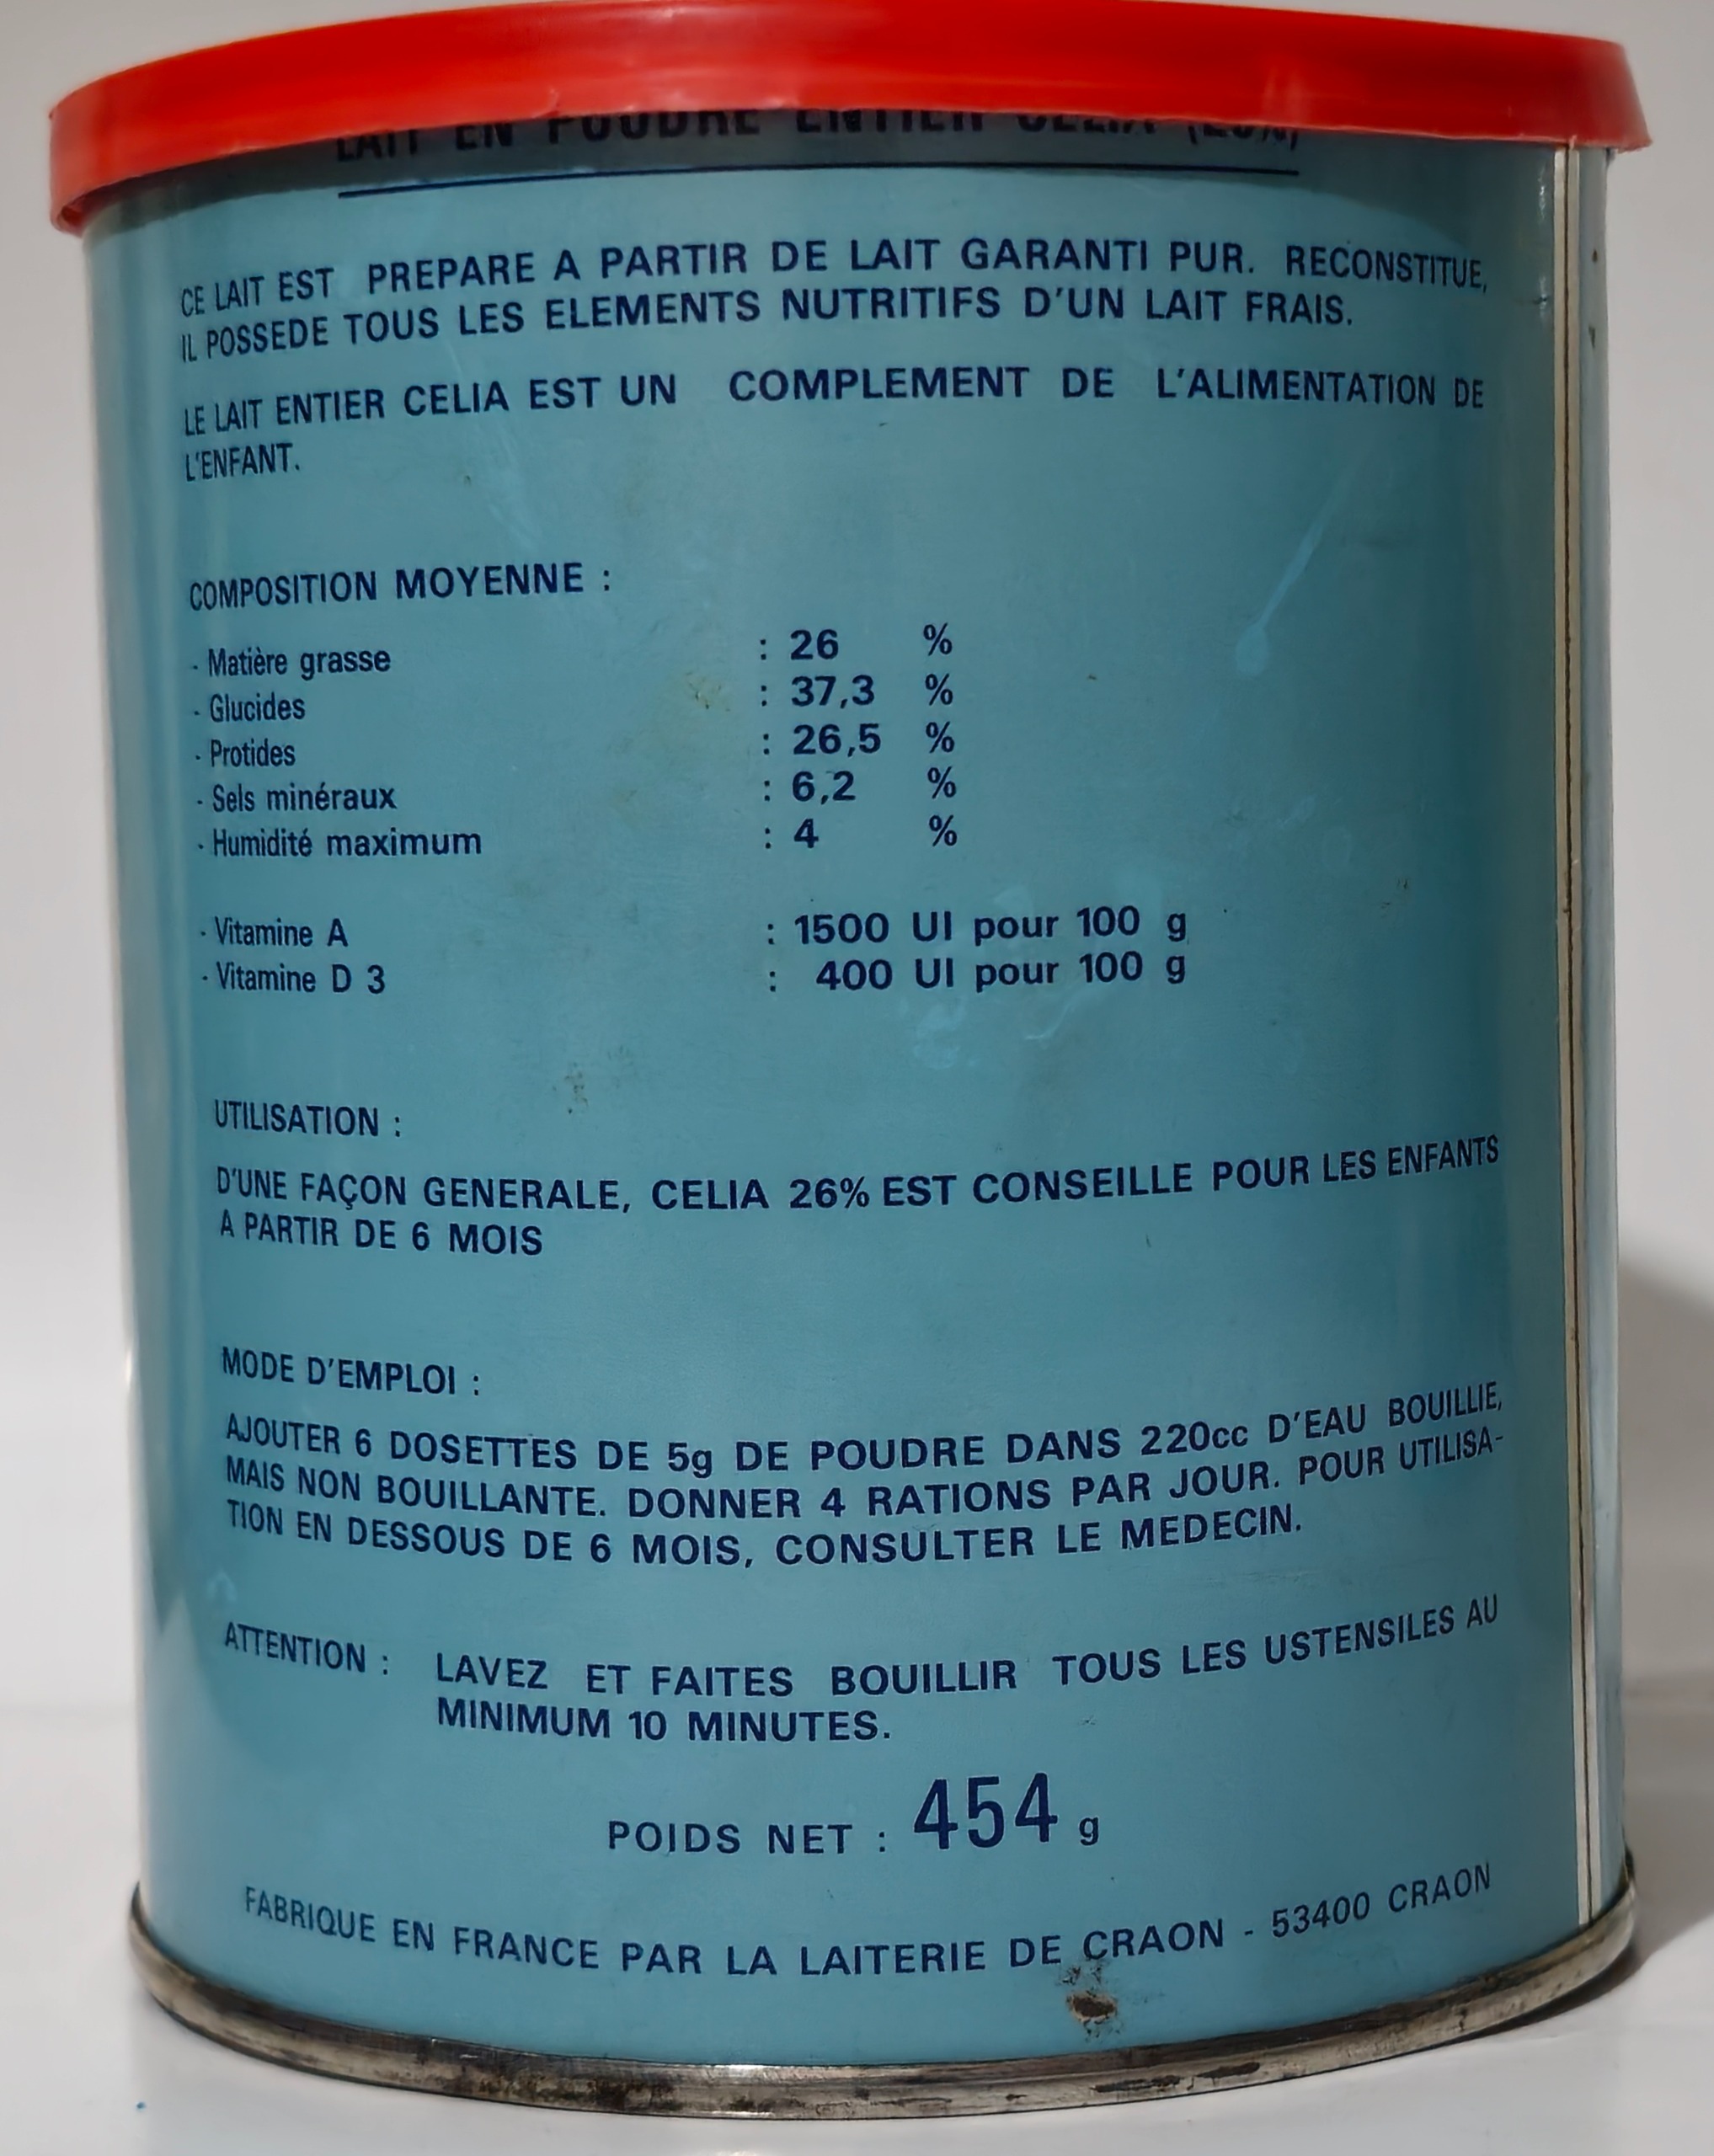 LAIT EN POUDRE ENTIER CELIA (26%)
CE LAIT EST PREPARE A PARTIR DE LAIT GARANTI PUR. RECONSTITUE,
IL POSSEDE TOUS LES ELEMENTS NUTRITIFS D'UN LAIT FRAIS.
LE LAIT ENTIER CELIA EST UN COMPLEMENT DE L'ALIMENTATION DE
L'ENFANT.
COMPOSITION MOYENNE :
- Matière grasse : 26 %
- Glucides : 37,3 %
- Protides : 26,5 %
- Sels minéraux : 6,2 %
- Humidité maximum : 4 %
- Vitamine A : 1500 UI pour 100 g
- Vitamine D 3 : 400 UI pour 100 g
UTILISATION :
D'UNE FAÇON GENERALE, CELIA 26% EST CONSEILLE POUR LES ENFANTS
A PARTIR DE 6 MOIS
MODE D'EMPLOI :
AJOUTER 6 DOSETTES DE 5g DE POUDRE DANS 220cc D'EAU BOUILLIE,
MAIS NON BOUILLANTE. DONNER 4 RATIONS PAR JOUR. POUR UTILISA-
TION EN DESSOUS DE 6 MOIS, CONSULTER LE MEDECIN.
ATTENTION : LAVEZ ET FAITES BOUILLIR TOUS LES USTENSILES AU
MINIMUM 10 MINUTES.
POIDS NET : 454 g
FABRIQUE EN FRANCE PAR LA LAITERIE DE CRAON - 53400 CRAON